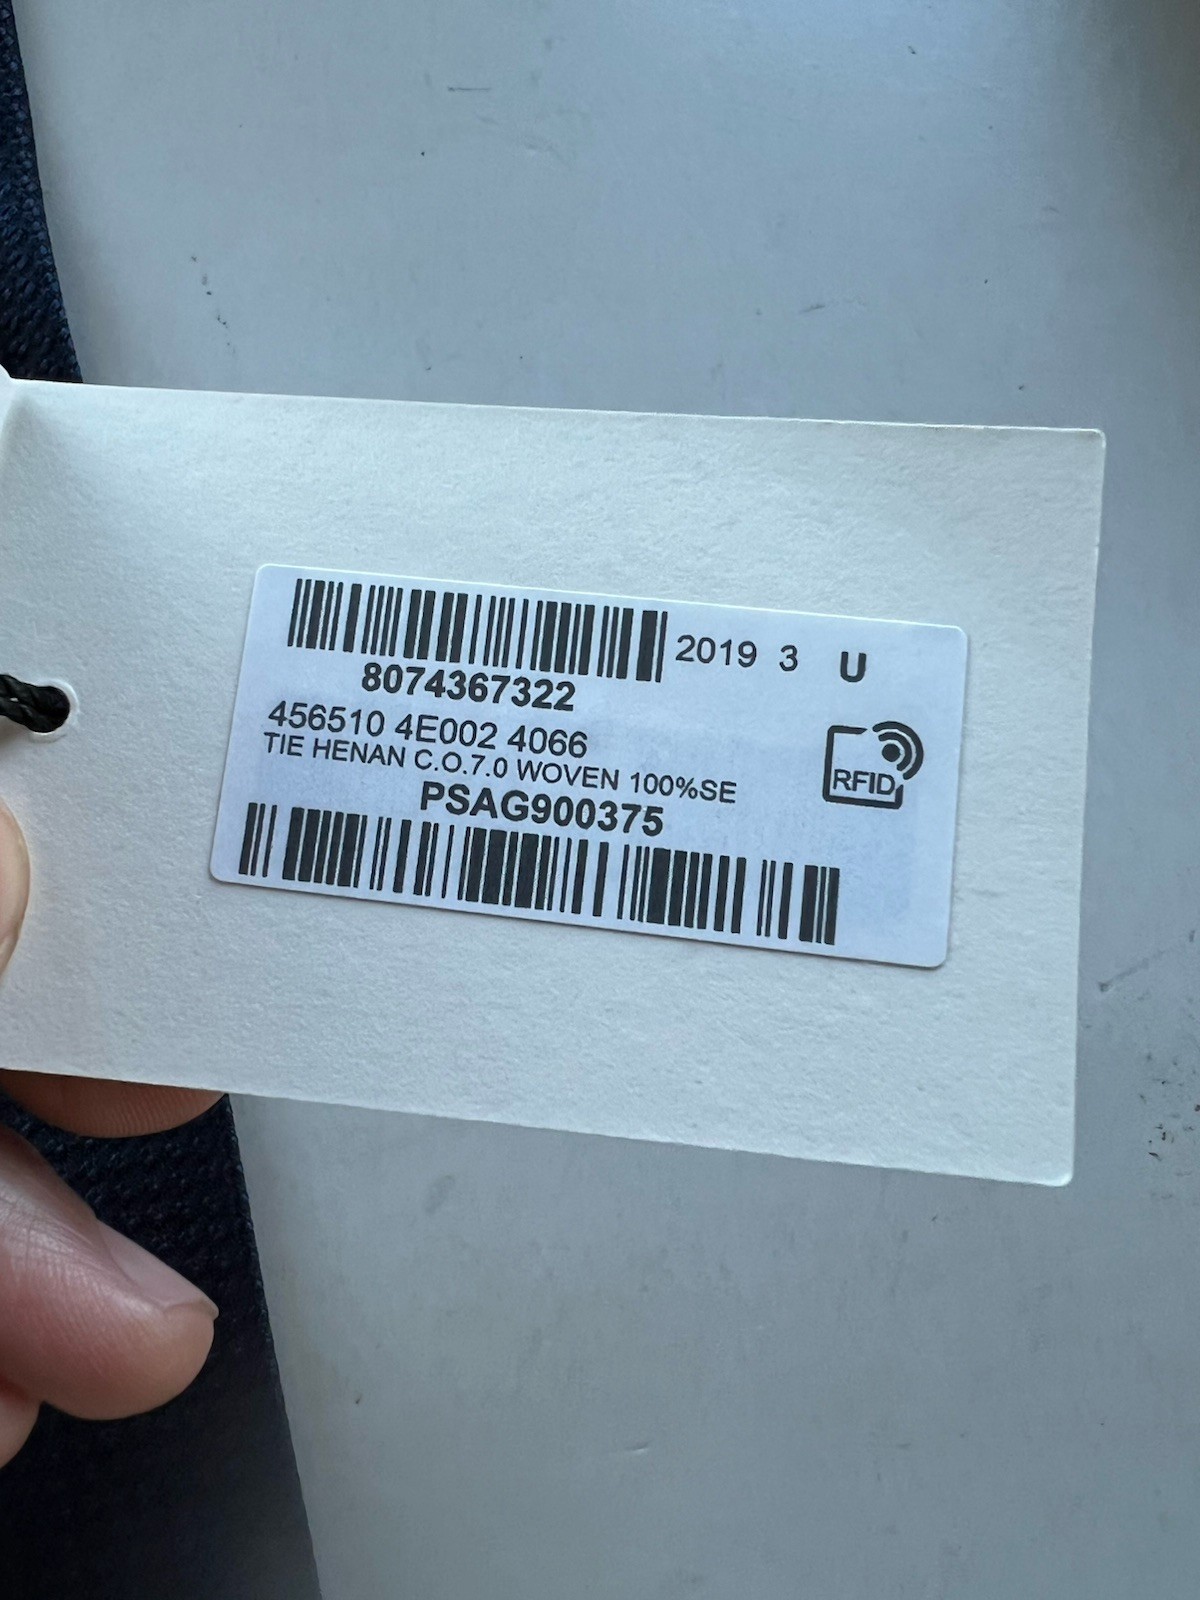 2019 3 U
8074367322
456510 4E002 4066
TIE HENAN C.O.7.0 WOVEN 100%SE
RFID
PSAG900375